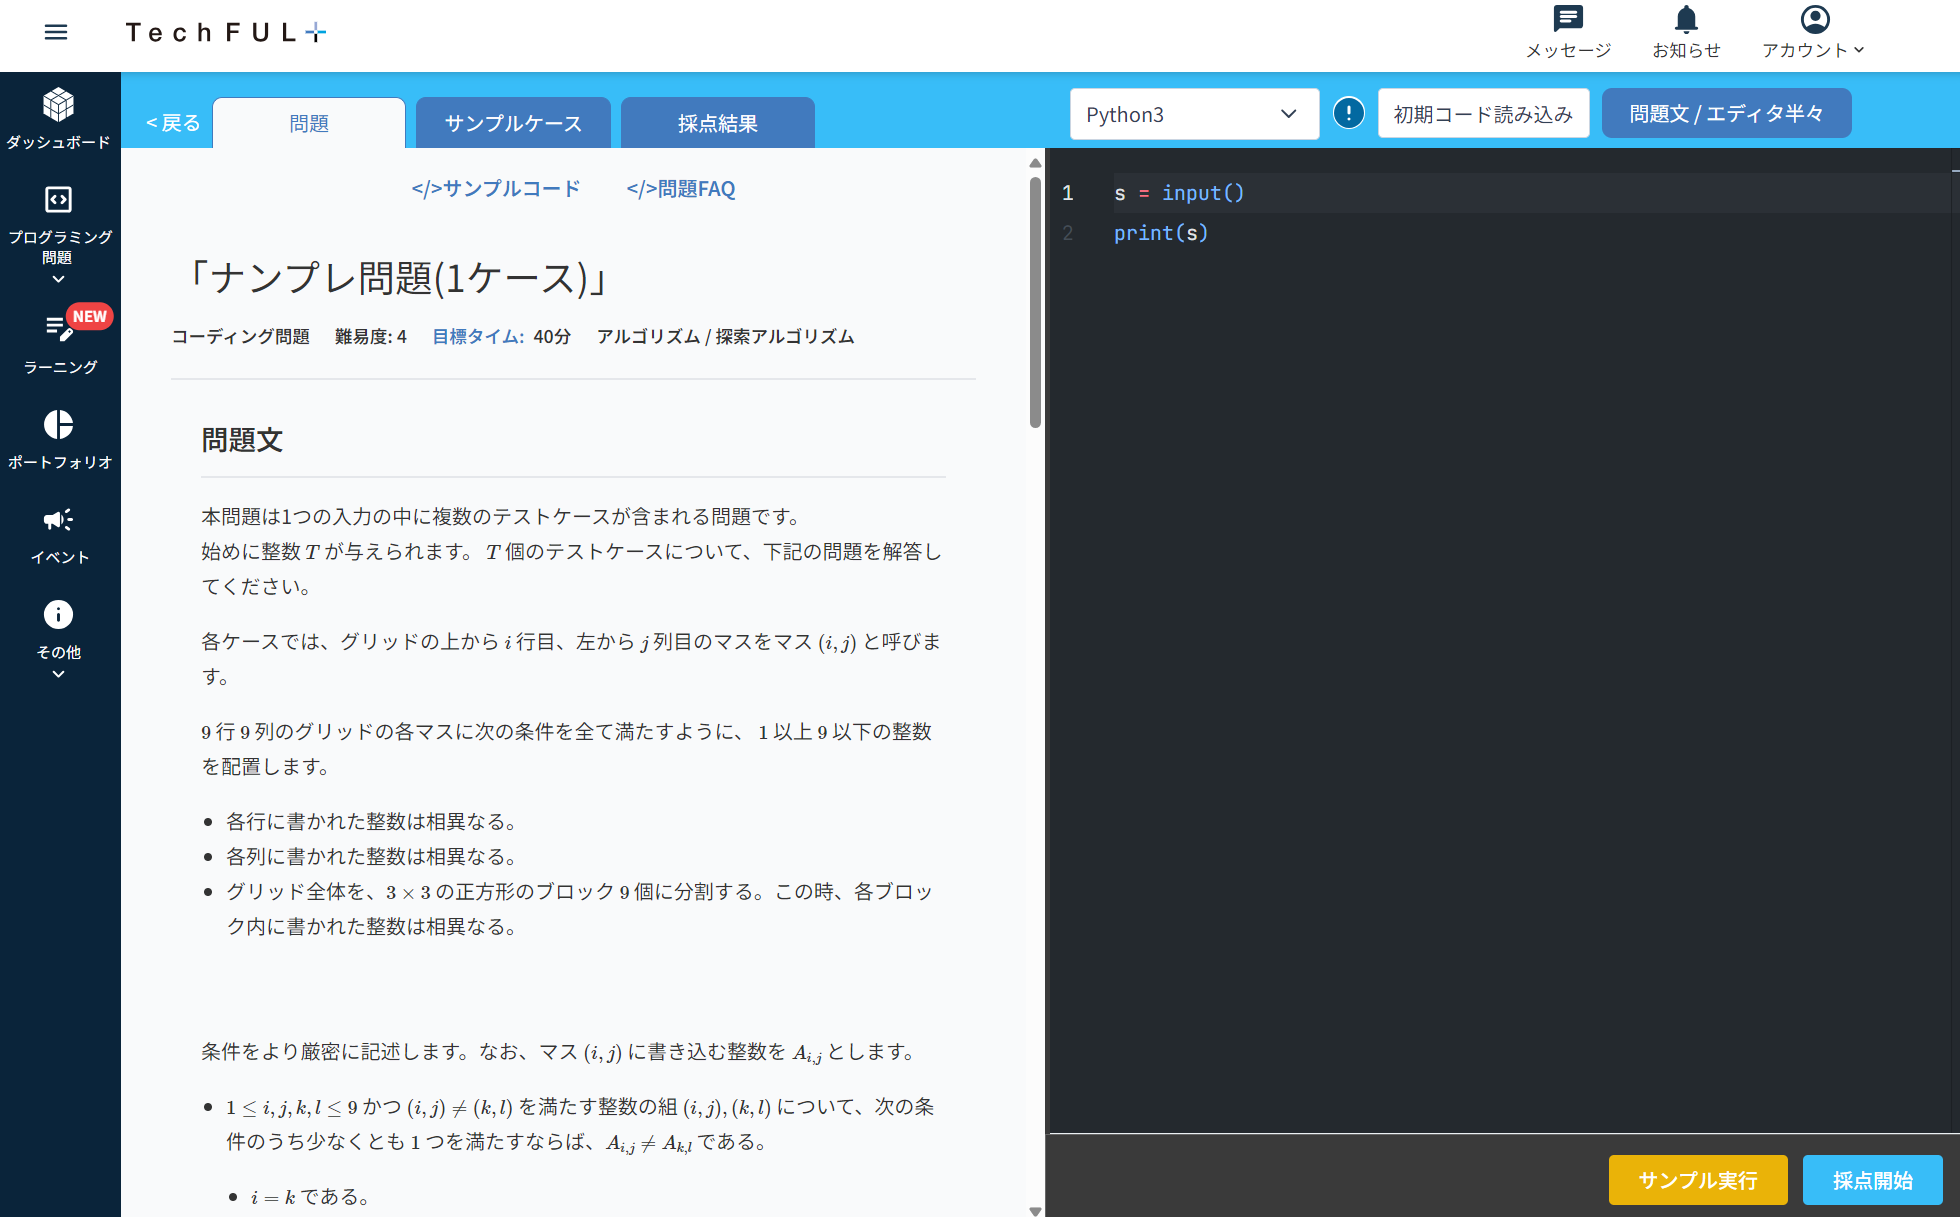 TechFUL
メッセージ
お知らせ
アカウント
ダッシュボード
プログラミング
問題
NEW
ラーニング
ポートフォリオ
イベント
その他
< 戻る
問題
サンプルケース
採点結果
Python3
初期コード読み込み
問題文 / エディタ半々
</>サンプルコード
</>問題FAQ
「ナンプレ問題(1ケース)」
コーディング問題 難易度: 4 目標タイム: 40分 アルゴリズム / 探索アルゴリズム
問題文
本問題は1つの入力の中に複数のテストケースが含まれる問題です。
始めに整数 T が与えられます。 T 個のテストケースについて、下記の問題を解答し
てください。
各ケースでは、グリッドの上から i 行目、左から j 列目のマスをマス (i, j) と呼びま
す。
9 行 9 列のグリッドの各マスに次の条件を全て満たすように、 1 以上 9 以下の整数
を配置します。
各行に書かれた整数は相異なる。
各列に書かれた整数は相異なる。
グリッド全体を、3 × 3 の正方形のブロック 9 個に分割する。この時、各ブロッ
ク内に書かれた整数は相異なる。
条件をより厳密に記述します。なお、マス (i, j) に書き込む整数を A_{i,j} とします。
1 ≤ i, j, k, l ≤ 9 かつ (i, j) ≠ (k, l) を満たす整数の組 (i, j), (k, l) について、次の条
件のうち少なくとも 1 つを満たすならば、A_{i,j} ≠ A_{k,l} である。
i = k である。
1 s = input()
2 print(s)
サンプル実行
採点開始